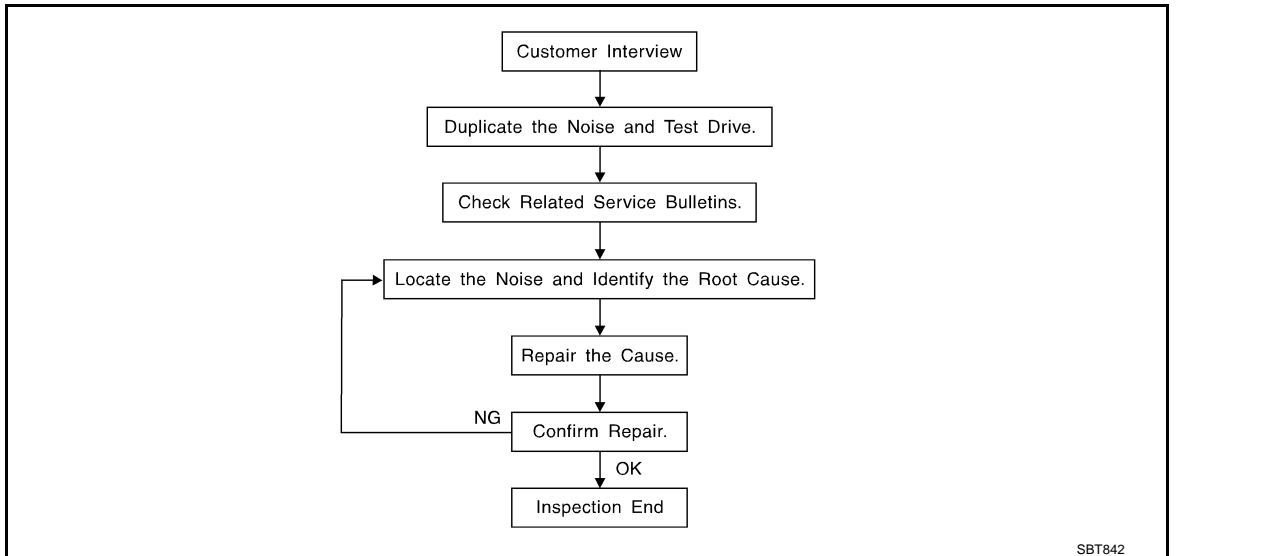 Customer Interview
Duplicate the Noise and Test Drive.
Check Related Service Bulletins.
Locate the Noise and Identify the Root Cause.
Repair the Cause.
NG
Confirm Repair.
OK
Inspection End
SBT842